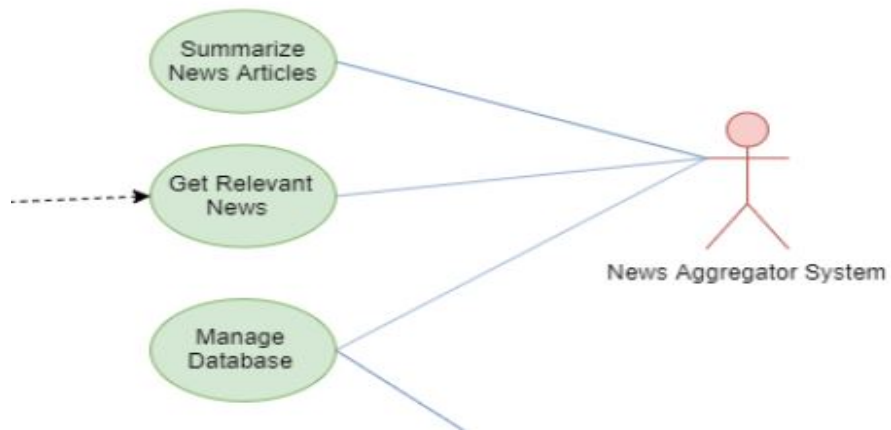 Summarize
News Articles
Get Relevant
News
News Aggregator System
Manage
Database